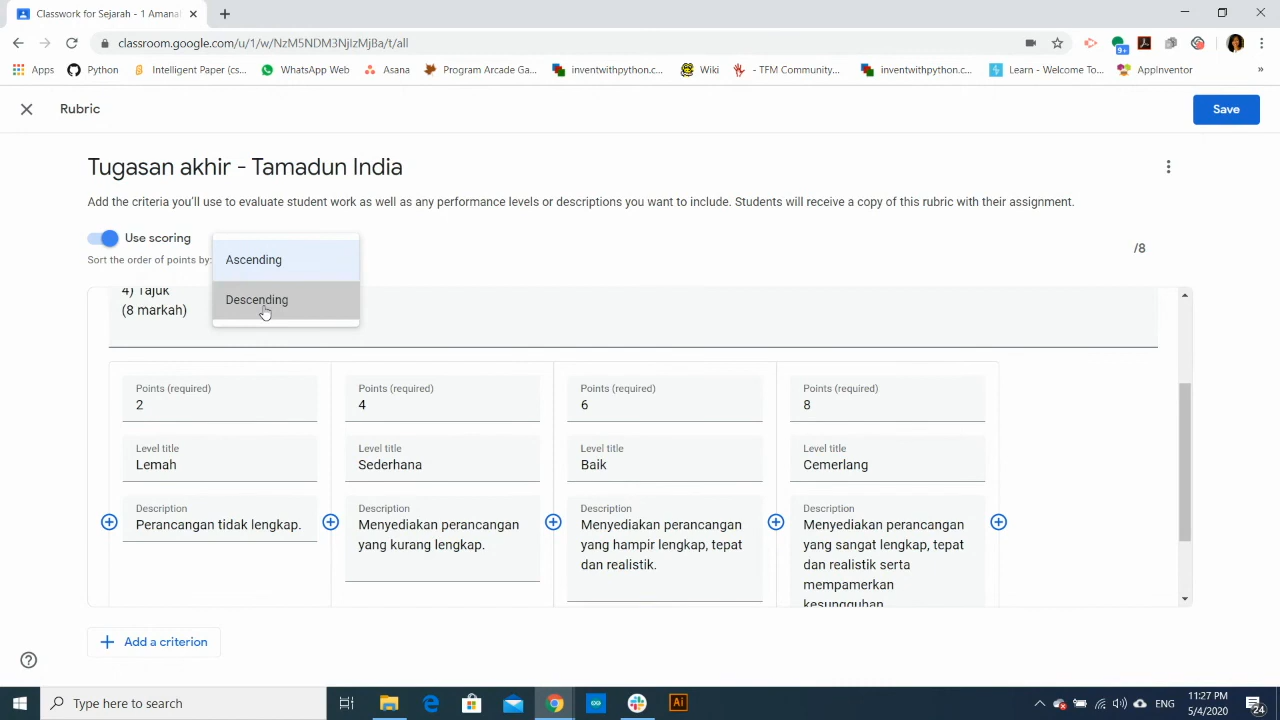 Classwork for Sejarah - 1 Amana
classroom.google.com/u/1/w/NzM5NDM3NjIzMjBa/t/all
9+
Apps
Python
Intelligent Paper (cs...
WhatsApp Web
Asana
Program Arcade Ga...
inventwithpython.c...
Wiki
- TFM Community...
inventwithpython.c...
Learn - Welcome To...
AppInventor
»
Rubric
Save
Tugasan akhir - Tamadun India
Add the criteria you'll use to evaluate student work as well as any performance levels or descriptions you want to include. Students will receive a copy of this rubric with their assignment.
Use scoring
/8
Sort the order of points by:
Ascending
Descending
4) Tajuk
(8 markah)
Points (required)
2
Level title
Lemah
Description
Perancangan tidak lengkap.
Points (required)
4
Level title
Sederhana
Description
Menyediakan perancangan
yang kurang lengkap.
Points (required)
6
Level title
Baik
Description
Menyediakan perancangan
yang hampir lengkap, tepat
dan realistik.
Points (required)
8
Level title
Cemerlang
Description
Menyediakan perancangan
yang sangat lengkap, tepat
dan realistik serta
mempamerkan
kesungguhan
Add a criterion
Type here to search
Ai
ENG
11:27 PM
5/4/2020
24